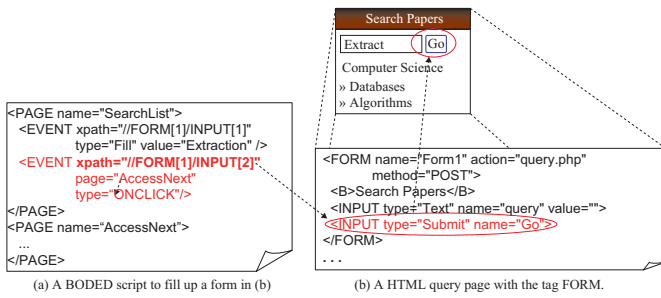 Search Papers
Extract
Go
Computer Science
» Databases
» Algorithms
<PAGE name="SearchList">
<EVENT xpath="//FORM[1]/INPUT[1]"
type="Fill" value="Extraction" />
<EVENT xpath="//FORM[1]/INPUT[2]"
page="AccessNext"
type="ONCLICK"/>
</PAGE>
<PAGE name="AccessNext">
...
</PAGE>
<FORM name="Form1" action="query.php"
method="POST">
<B>Search Papers</B>
<INPUT type="Text" name="query" value="">
<INPUT type="Submit" name="Go">
</FORM>
. . .
(a) A BODED script to fill up a form in (b)
(b) A HTML query page with the tag FORM.